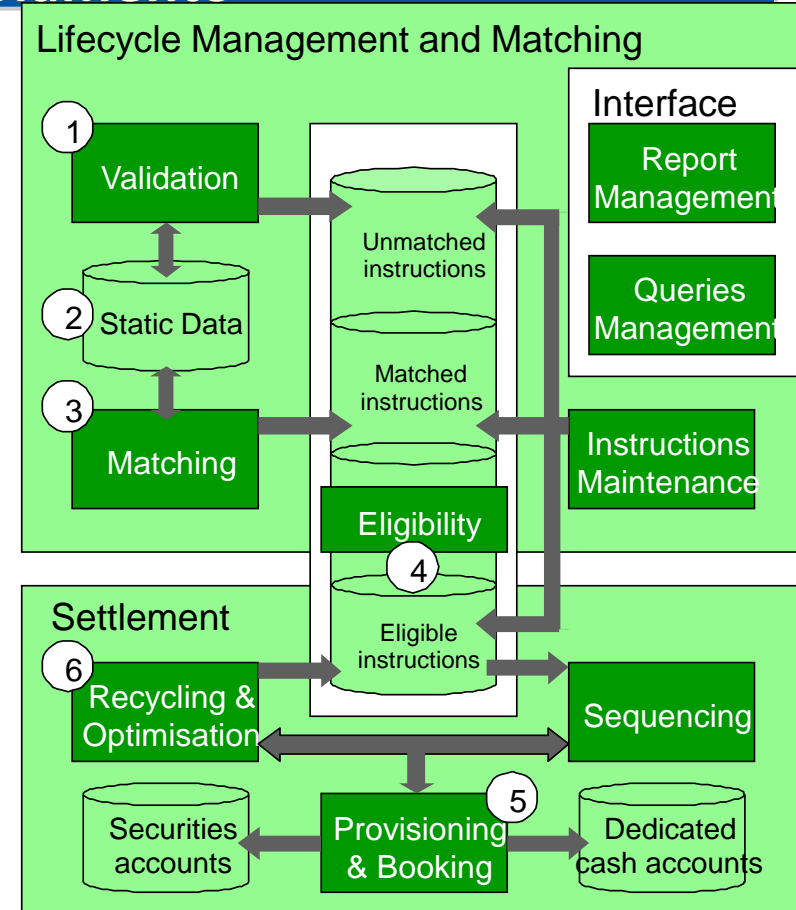 Lifecycle Management and Matching
Interface
1
Validation
Report
Management
Unmatched
instructions
2
Static Data
Queries
Management
Matched
instructions
3
Matching
Instructions
Maintenance
Eligibility
4
Settlement
Eligible
instructions
6
Recycling &
Optimisation
Sequencing
5
Securities
accounts
Provisioning
& Booking
Dedicated
cash accounts